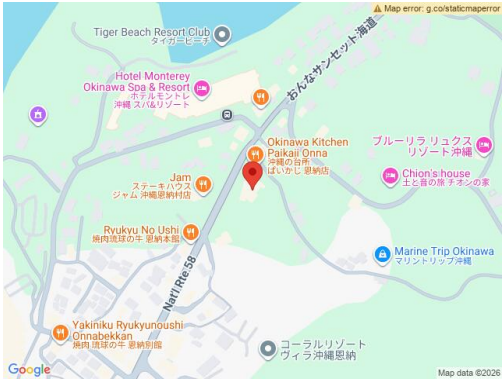 Map error: g.co/staticmaperror
Tiger Beach Resort Club
タイガービーチ
おんなサンセット海道
Hotel Monterey
Okinawa Spa & Resort
ホテルモントレ
沖縄 スパ&リゾート
Okinawa Kitchen
Paikaji Onna
沖縄の台所
ぱいかじ 恩納店
ブルーリラ リュクス
リゾート沖縄
Chion's house
土と音の旅 チオンの家
Jam
ステーキハウス
ジャム 沖縄恩納村店
Ryukyu No Ushi
焼肉琉球の牛 恩納本館
Nat'l Rte 58
Marine Trip Okinawa
マリントリップ沖縄
Yakiniku Ryukyunoushi
Onnabekkan
焼肉 琉球の牛 恩納別館
コーラルリゾート
ヴィラ沖縄恩納
Google
Map data ©2026